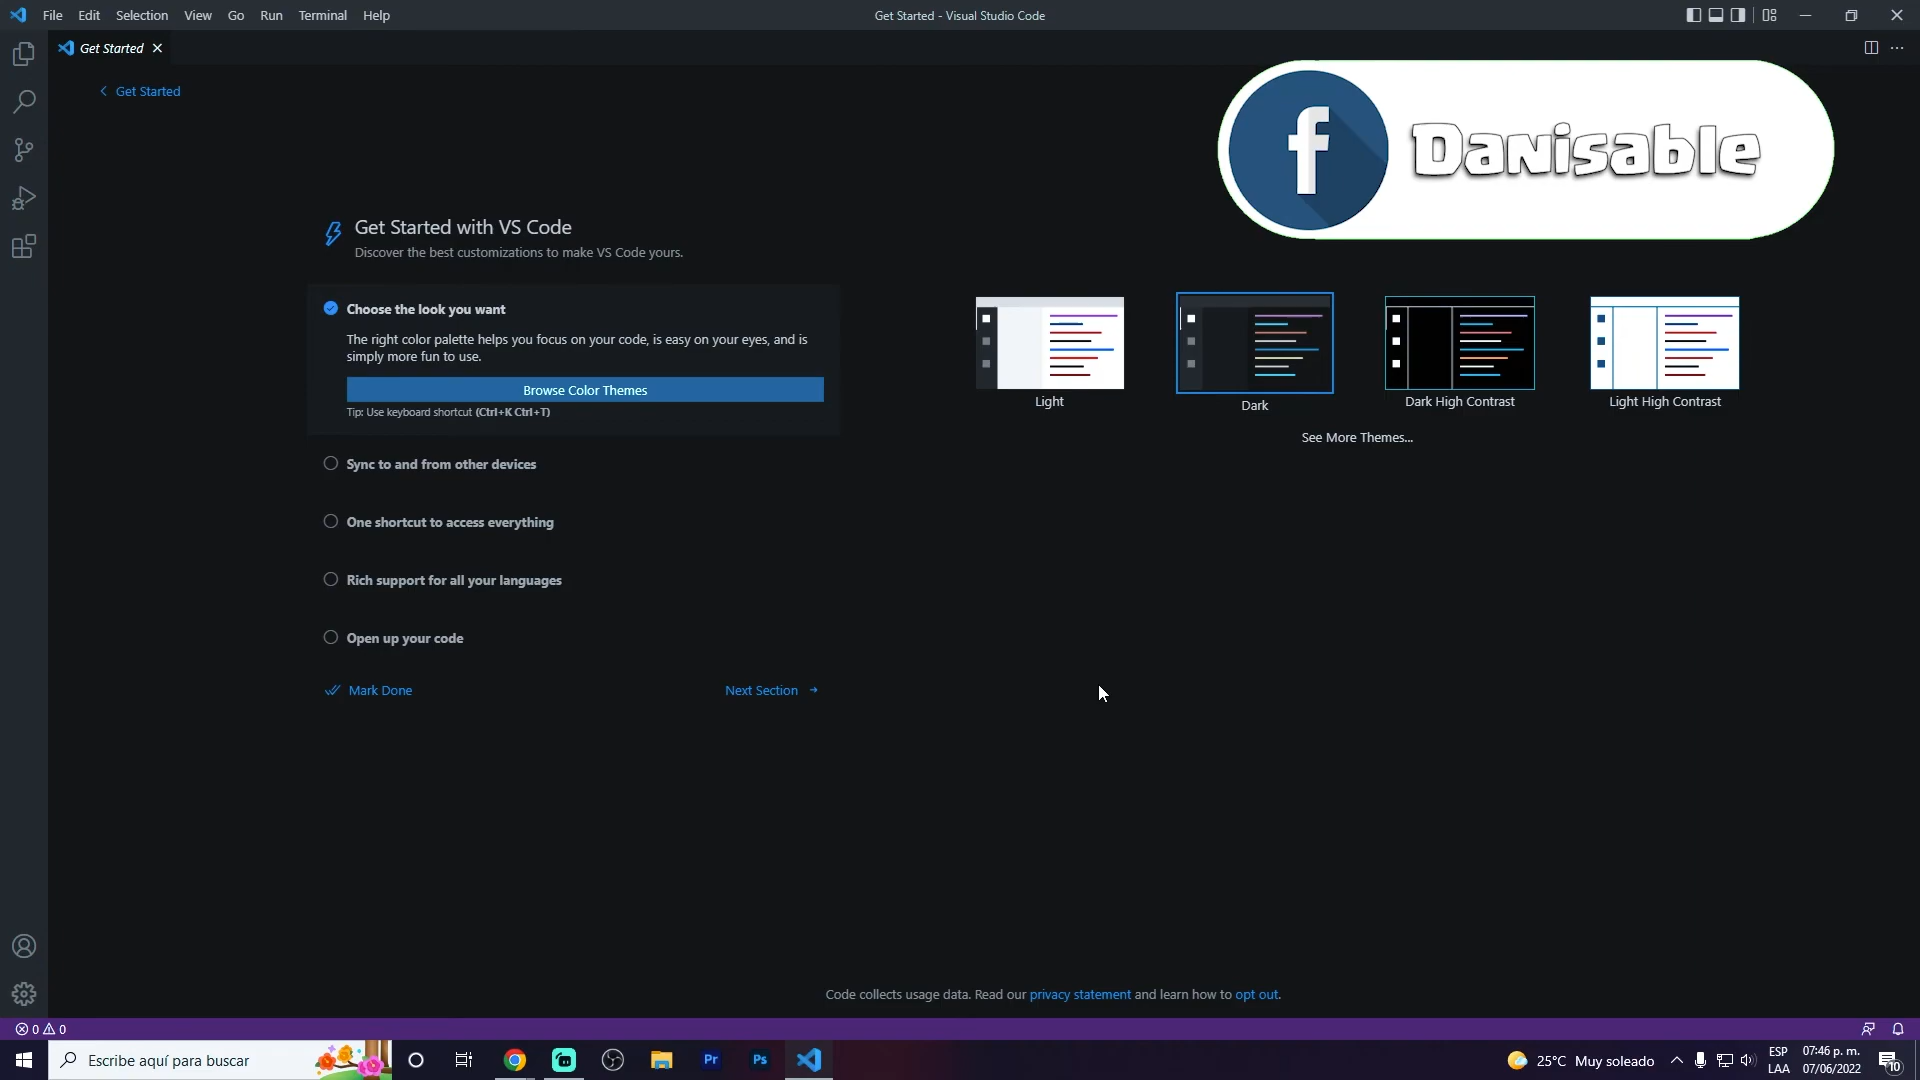 File Edit Selection View Go Run Terminal Help
Get Started - Visual Studio Code
Get Started
Get Started
f Danisable
Get Started with VS Code
Discover the best customizations to make VS Code yours.
Choose the look you want
The right color palette helps you focus on your code, is easy on your eyes, and is
simply more fun to use.
Browse Color Themes
Tip: Use keyboard shortcut (Ctrl+K Ctrl+T)
Light
Dark
Dark High Contrast
Light High Contrast
See More Themes...
Sync to and from other devices
One shortcut to access everything
Rich support for all your languages
Open up your code
Mark Done
Next Section
Code collects usage data. Read our privacy statement and learn how to opt out.
0 0
Escribe aquí para buscar
Pr
Ps
25°C Muy soleado
ESP
LAA
07:46 p. m.
07/06/2022
10